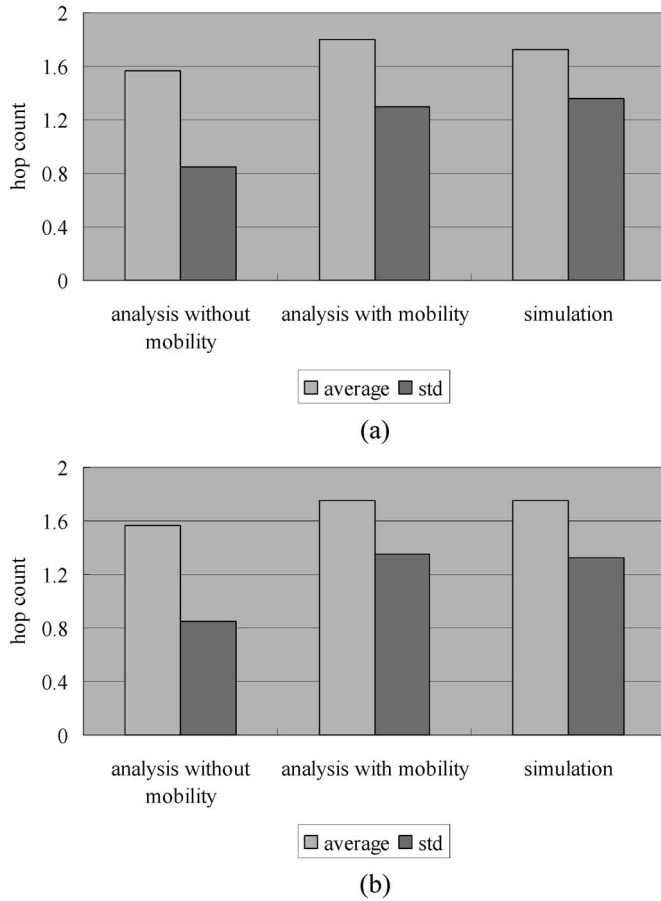 2
1.6
1.2
0.8
0.4
0
hop count
analysis without
mobility
analysis with mobility
simulation
average std
(a)
2
1.6
1.2
0.8
0.4
0
hop count
analysis without
mobility
analysis with mobility
simulation
average std
(b)